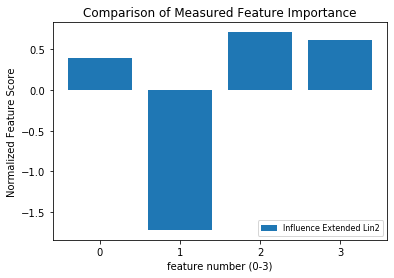 Comparison of Measured Feature Importance
Normalized Feature Score
0.5
0.0
−0.5
−1.0
−1.5
0 1 2 3
feature number (0-3)
Influence Extended Lin2